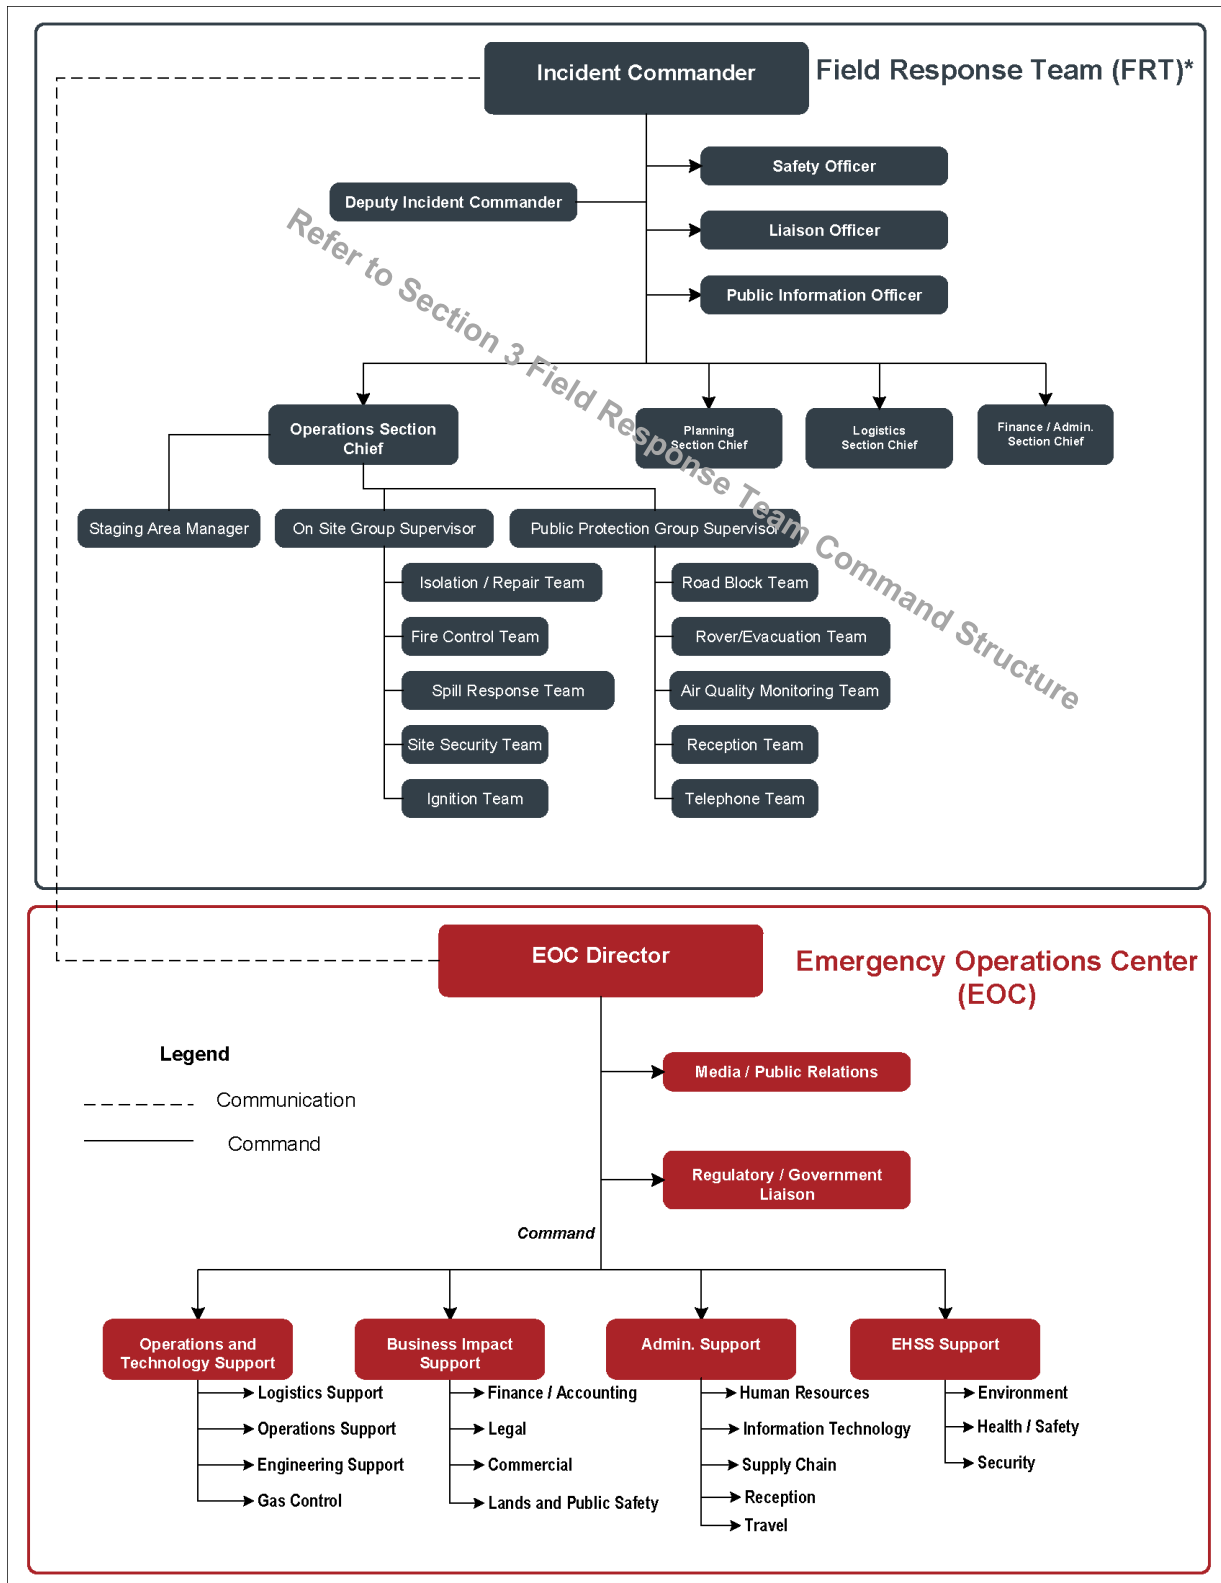 Incident Commander
Field Response Team (FRT)*
Safety Officer
Deputy Incident Commander
Liaison Officer
Public Information Officer
Refer to Section 3 Field Response Team Command Structure
Operations Section
Chief
Planning
Section Chief
Logistics
Section Chief
Finance / Admin.
Section Chief
Staging Area Manager
On Site Group Supervisor
Public Protection Group Supervisor
Isolation / Repair Team
Road Block Team
Fire Control Team
Rover/Evacuation Team
Spill Response Team
Air Quality Monitoring Team
Site Security Team
Reception Team
Ignition Team
Telephone Team
EOC Director
Emergency Operations Center
(EOC)
Legend
Communication
Command
Media / Public Relations
Regulatory / Government
Liaison
Command
Operations and
Technology Support
Business Impact
Support
Admin. Support
EHSS Support
Logistics Support
Operations Support
Engineering Support
Gas Control
Finance / Accounting
Legal
Commercial
Lands and Public Safety
Human Resources
Information Technology
Supply Chain
Reception
Travel
Environment
Health / Safety
Security